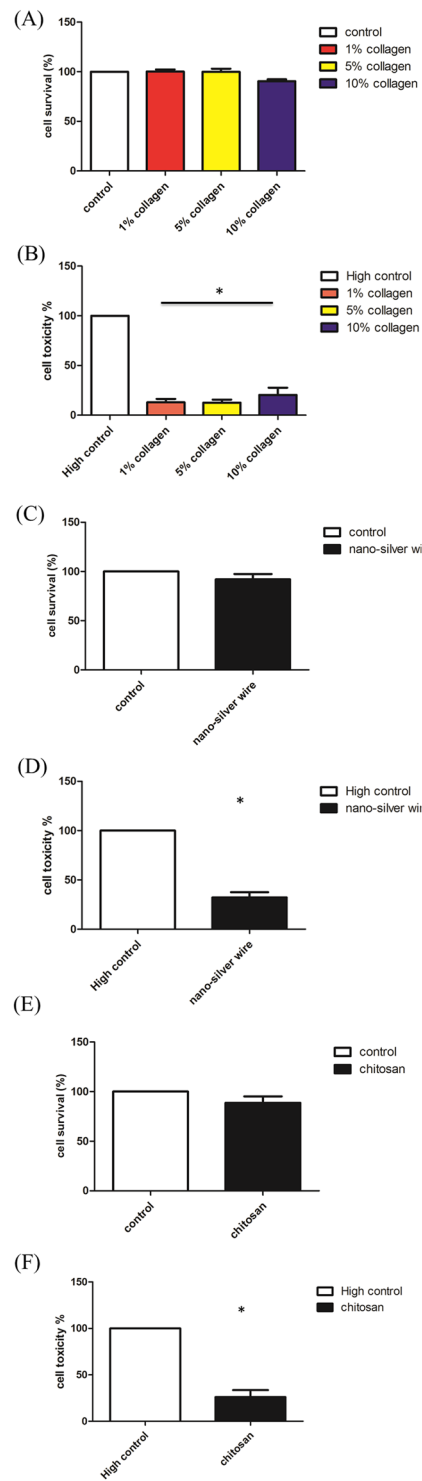 (A)
cell survival (%)
150
100
50
0
control
1% collagen
5% collagen
10% collagen
control
1% collagen
5% collagen
10% collagen
(B)
cell toxicity %
150
100
50
0
*
High control
1% collagen
5% collagen
10% collagen
High control
1% collagen
5% collagen
10% collagen
(C)
cell survival (%)
150
100
50
0
control
nano-silver wire
control
nano-silver wi
(D)
cell toxicity %
150
100
50
0
*
High control
nano-silver wire
High control
nano-silver wir
(E)
cell survival (%)
150
100
50
0
control
chitosan
control
chitosan
(F)
cell toxicity %
150
100
50
0
*
High control
chitosan
High control
chitosan